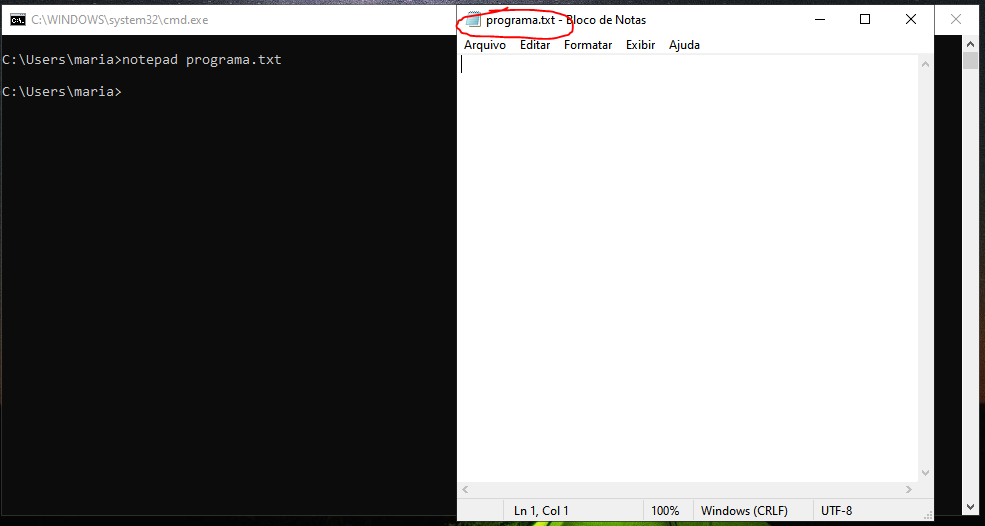 C:\WINDOWS\system32\cmd.exe
C:\Users\maria>notepad programa.txt
C:\Users\maria>
programa.txt - Bloco de Notas
Arquivo Editar Formatar Exibir Ajuda
Ln 1, Col 1 100% Windows (CRLF) UTF-8